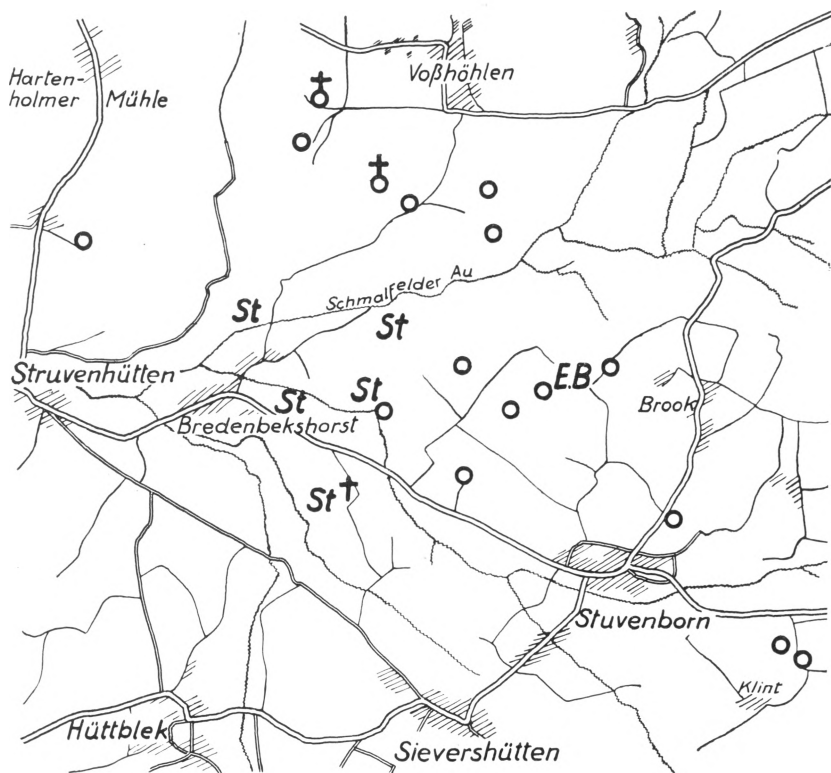 Harten-
holmer Mühle
Voßhöhlen
Schmalfelder Au
St
St
Struvenhütten
St
St
E.B
Bredenbekshorst
Brook
St
Stuvenborn
Klint
Hüttblek
Sievershütten